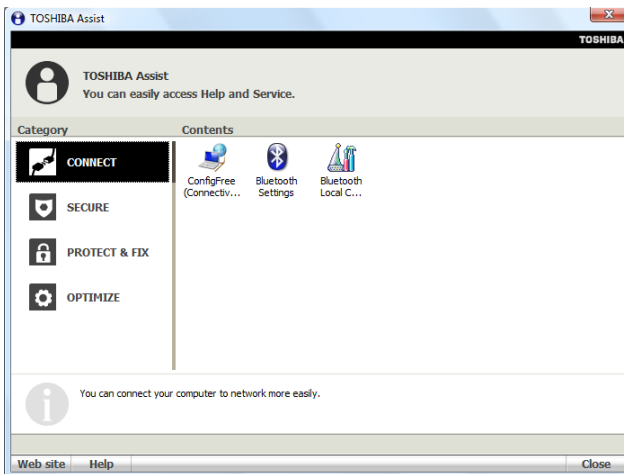 TOSHIBA Assist
TOSHIBA
TOSHIBA Assist
You can easily access Help and Service.
Category
Contents
CONNECT
SECURE
PROTECT & FIX
OPTIMIZE
ConfigFree
(Connectiv...
Bluetooth
Settings
Bluetooth
Local C...
You can connect your computer to network more easily.
Web site
Help
Close